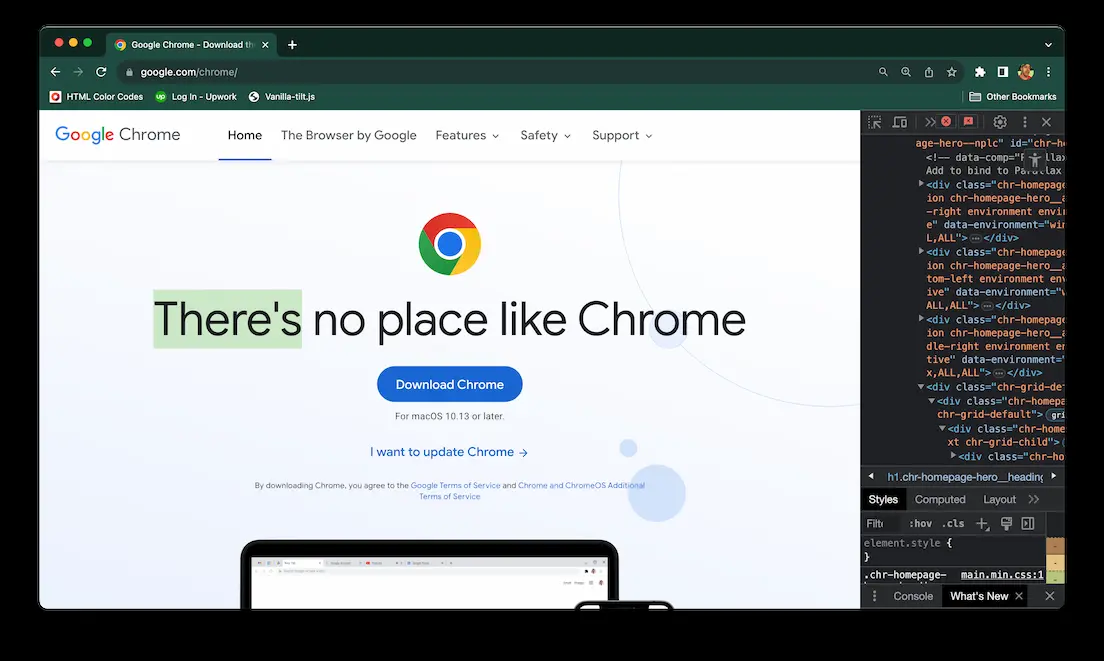 Google Chrome - Download th
google.com/chrome/
HTML Color Codes
up Log In - Upwork
Vanilla-tilt.js
Other Bookmarks
Google Chrome
Home
The Browser by Google
Features
Safety
Support
There's no place like Chrome
Download Chrome
For macOS 10.13 or later.
I want to update Chrome →
By downloading Chrome, you agree to the Google Terms of Service and Chrome and ChromeOS Additional
Terms of Service
age-hero--nplc" id="chr-h
<!-- data-comp="
Add to bind to Parallax
<div class="chr-homepage
ion chr-homepage-hero__a
-right environment envi
e" data-environment="win
L,ALL">…</div>
<div class="chr-homepage
ion chr-homepage-hero__a
tom-left environment en
ive" data-environment="
ALL,ALL">…</div>
<div class="chr-homepage
ion chr-homepage-hero__a
dle-right environment e
tive" data-environment=
x,ALL,ALL">…</div>
<div class="chr-grid-de
<div class="chr-homepa
chr-grid-default"> gri
<div class="chr-home
xt chr-grid-child">
<div class="chr-ho
h1.chr-homepage-hero__heading
Styles
Computed
Layout
Filt
:hov .cls
element.style {
}
.chr-homepage-
main.min.css:1
Console
What's New